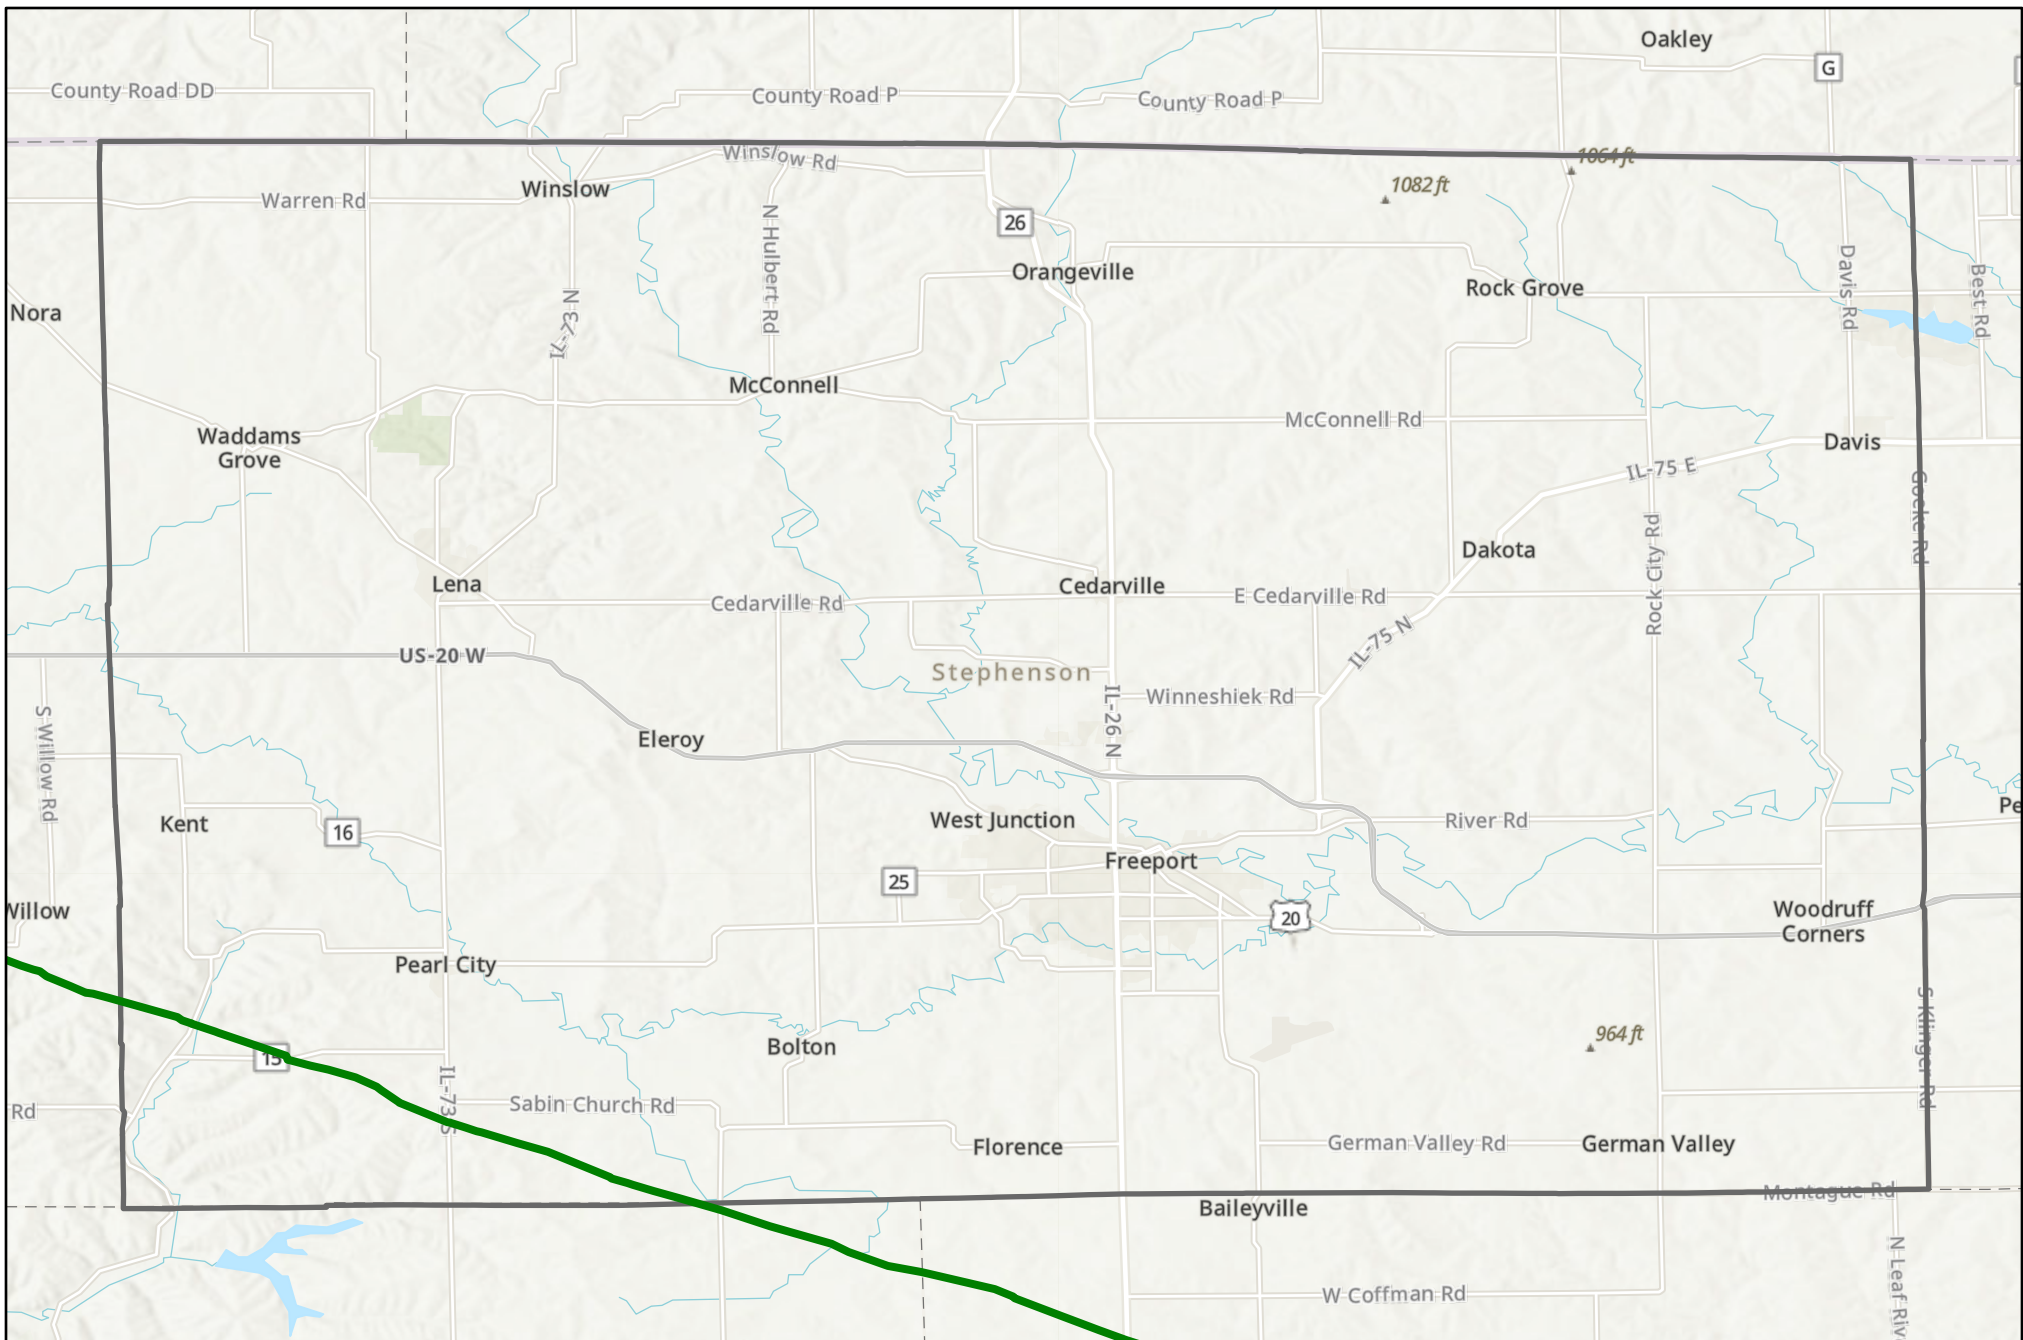 Oakley
G
County Road DD
County Road P
County Road P
Winslow Rd
1064 ft
1082 ft
Winslow
Warren Rd
26
N Hulbert Rd
Orangeville
Davis Rd
Best Rd
Rock Grove
Nora
IL-73 N
McConnell
McConnell Rd
Waddams
Grove
Davis
IL-75 E
Gocke Rd
Rock City Rd
Dakota
Lena
Cedarville
Cedarville Rd
E Cedarville Rd
IL-75 N
US-20 W
Stephenson
Winneshiek Rd
IL-26 N
S Willow Rd
Eleroy
Kent
16
West Junction
River Rd
Pe
Freeport
25
Willow
20
Woodruff
Corners
Pearl City
S Klinger Rd
964 ft
15
Bolton
IL-73 S
Rd
Sabin Church Rd
Florence
German Valley Rd
German Valley
Montague Rd
Baileyville
N Leaf Riv
W Coffman Rd